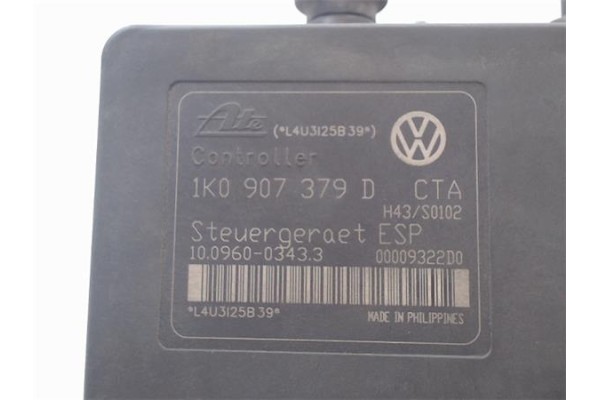 Ate (*L4U3I25B39*)
Controller
1K0 907 379 D CTA
H43/S0102
Steuergeraet ESP
10.0960-0343.3 00009322D0
*L4U3I25B39*
MADE IN PHILIPPINES